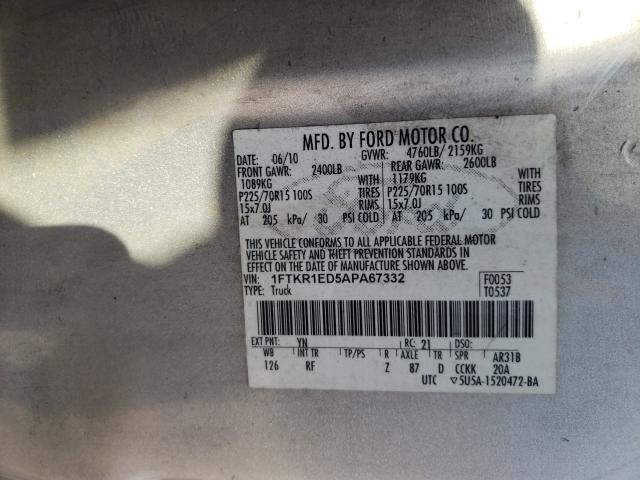 MFD. BY FORD MOTOR CO.
DATE: 06/10 GVWR: 4760LB/ 2159KG
FRONT GAWR: 2400LB REAR GAWR: 2600LB
1089KG WITH 1179KG WITH
P225/70R15 100S TIRES P225/70R15 100S TIRES
15x7.0J RIMS 15x7.0J RIMS
AT 205 kPa/ 30 PSI COLD AT 205 kPa/ 30 PSI COLD
THIS VEHICLE CONFORMS TO ALL APPLICABLE FEDERAL MOTOR
VEHICLE SAFETY AND THEFT PREVENTION STANDARDS IN
EFFECT ON THE DATE OF MANUFACTURE SHOWN ABOVE.
VIN: 1FTKR1ED5APA67332 F0053
TYPE: Truck T0537
EXT PNT: YN RC: 21 DSO:
WB INT TR TP/PS R AXLE TR SPR AR31B
126 RF Z 87 D CCKK 20A
UTC ▽5U5A-1520472-BA